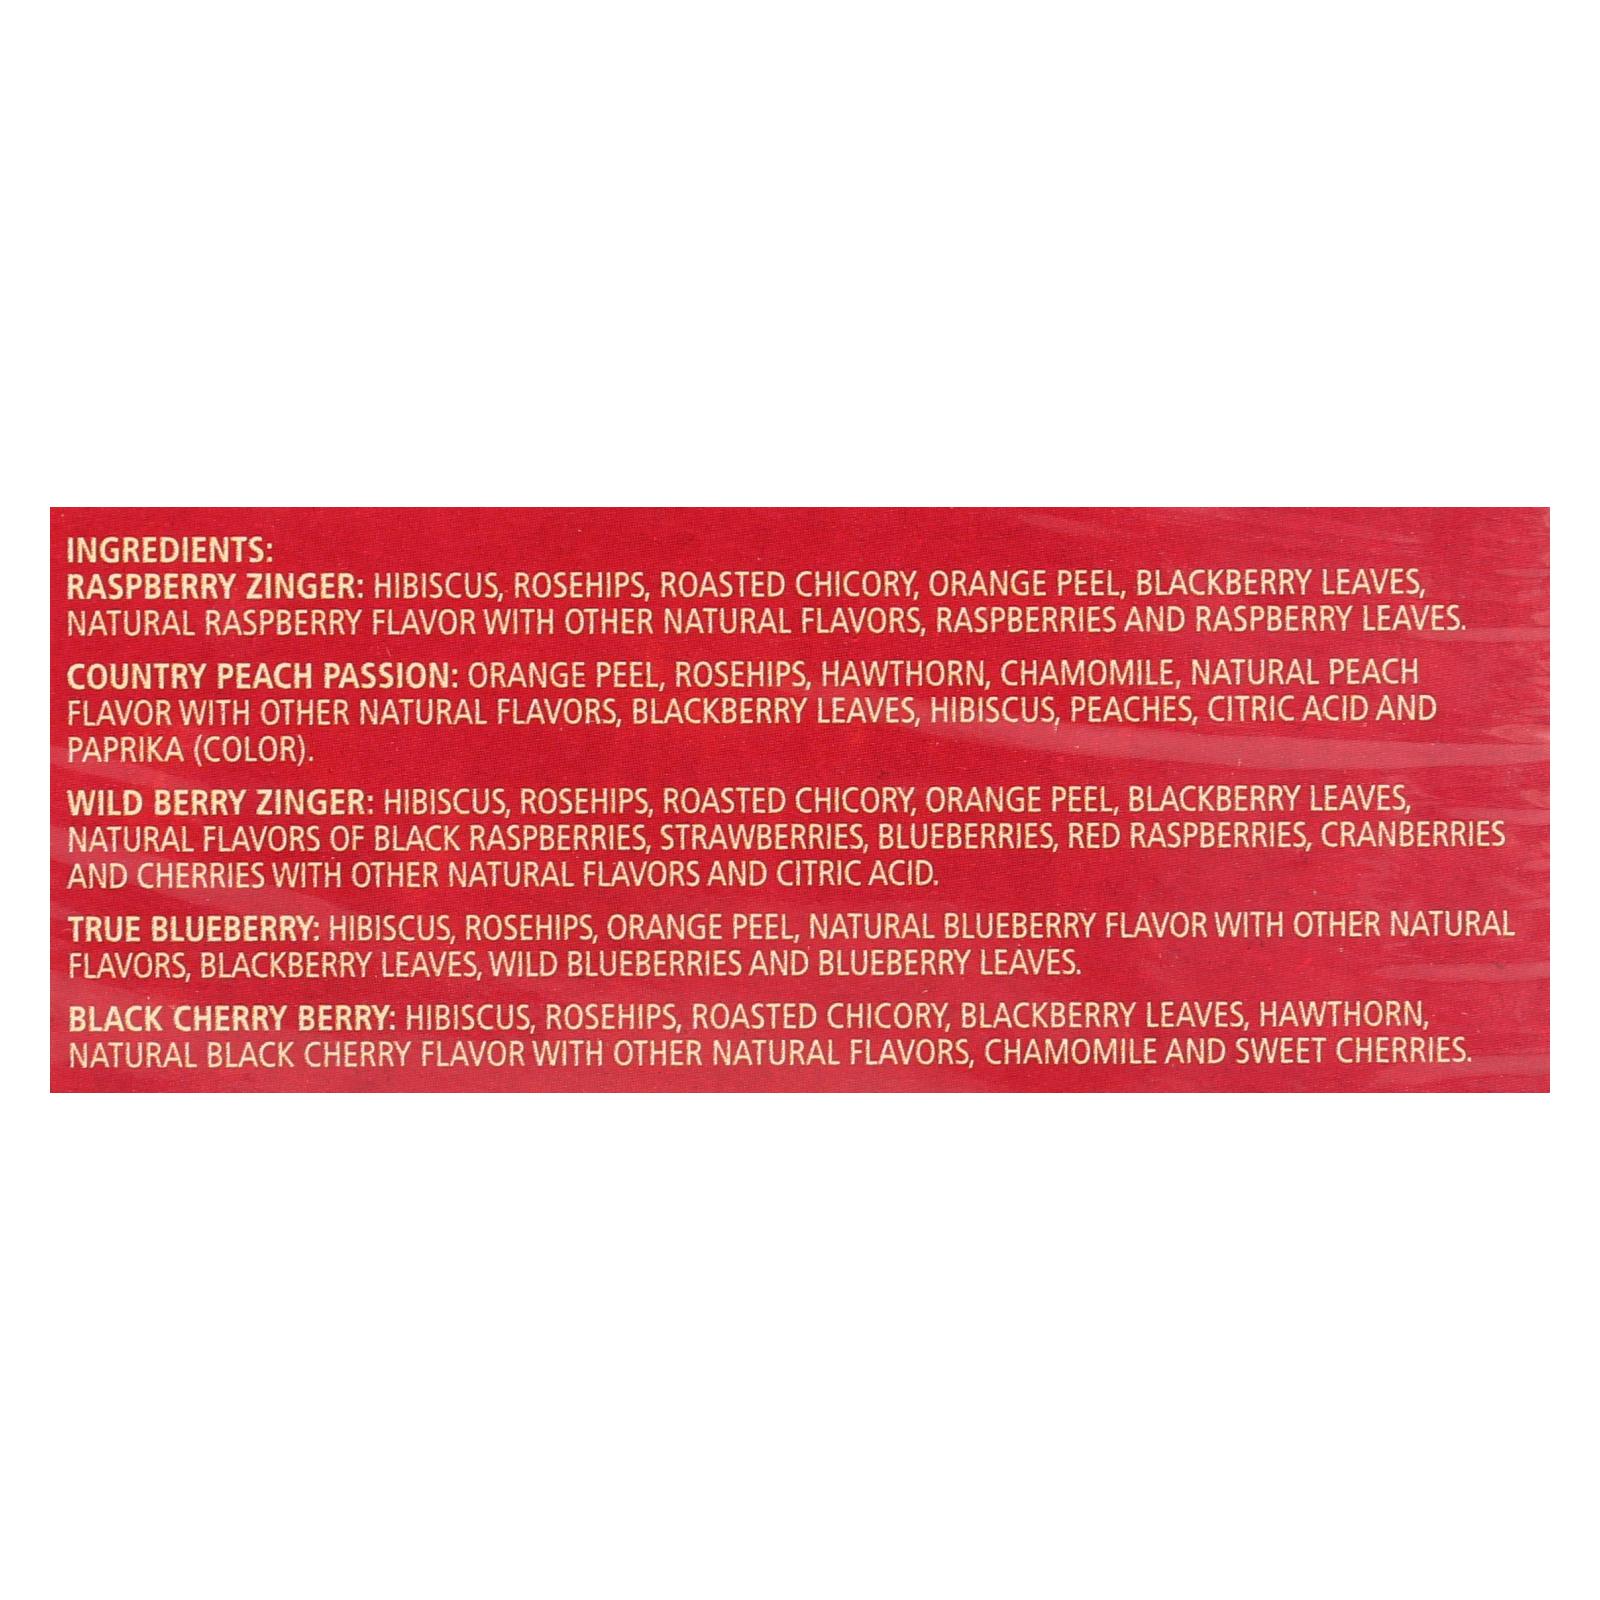 INGREDIENTS:
RASPBERRY ZINGER: HIBISCUS, ROSEHIPS, ROASTED CHICORY, ORANGE PEEL, BLACKBERRY LEAVES,
NATURAL RASPBERRY FLAVOR WITH OTHER NATURAL FLAVORS, RASPBERRIES AND RASPBERRY LEAVES.
COUNTRY PEACH PASSION: ORANGE PEEL, ROSEHIPS, HAWTHORN, CHAMOMILE, NATURAL PEACH
FLAVOR WITH OTHER NATURAL FLAVORS, BLACKBERRY LEAVES, HIBISCUS, PEACHES, CITRIC ACID AND
PAPRIKA (COLOR).
WILD BERRY ZINGER: HIBISCUS, ROSEHIPS, ROASTED CHICORY, ORANGE PEEL, BLACKBERRY LEAVES,
NATURAL FLAVORS OF BLACK RASPBERRIES, STRAWBERRIES, BLUEBERRIES, RED RASPBERRIES, CRANBERRIES
AND CHERRIES WITH OTHER NATURAL FLAVORS AND CITRIC ACID.
TRUE BLUEBERRY: HIBISCUS, ROSEHIPS, ORANGE PEEL, NATURAL BLUEBERRY FLAVOR WITH OTHER NATURAL
FLAVORS, BLACKBERRY LEAVES, WILD BLUEBERRIES AND BLUEBERRY LEAVES.
BLACK CHERRY BERRY: HIBISCUS, ROSEHIPS, ROASTED CHICORY, BLACKBERRY LEAVES, HAWTHORN,
NATURAL BLACK CHERRY FLAVOR WITH OTHER NATURAL FLAVORS, CHAMOMILE AND SWEET CHERRIES.